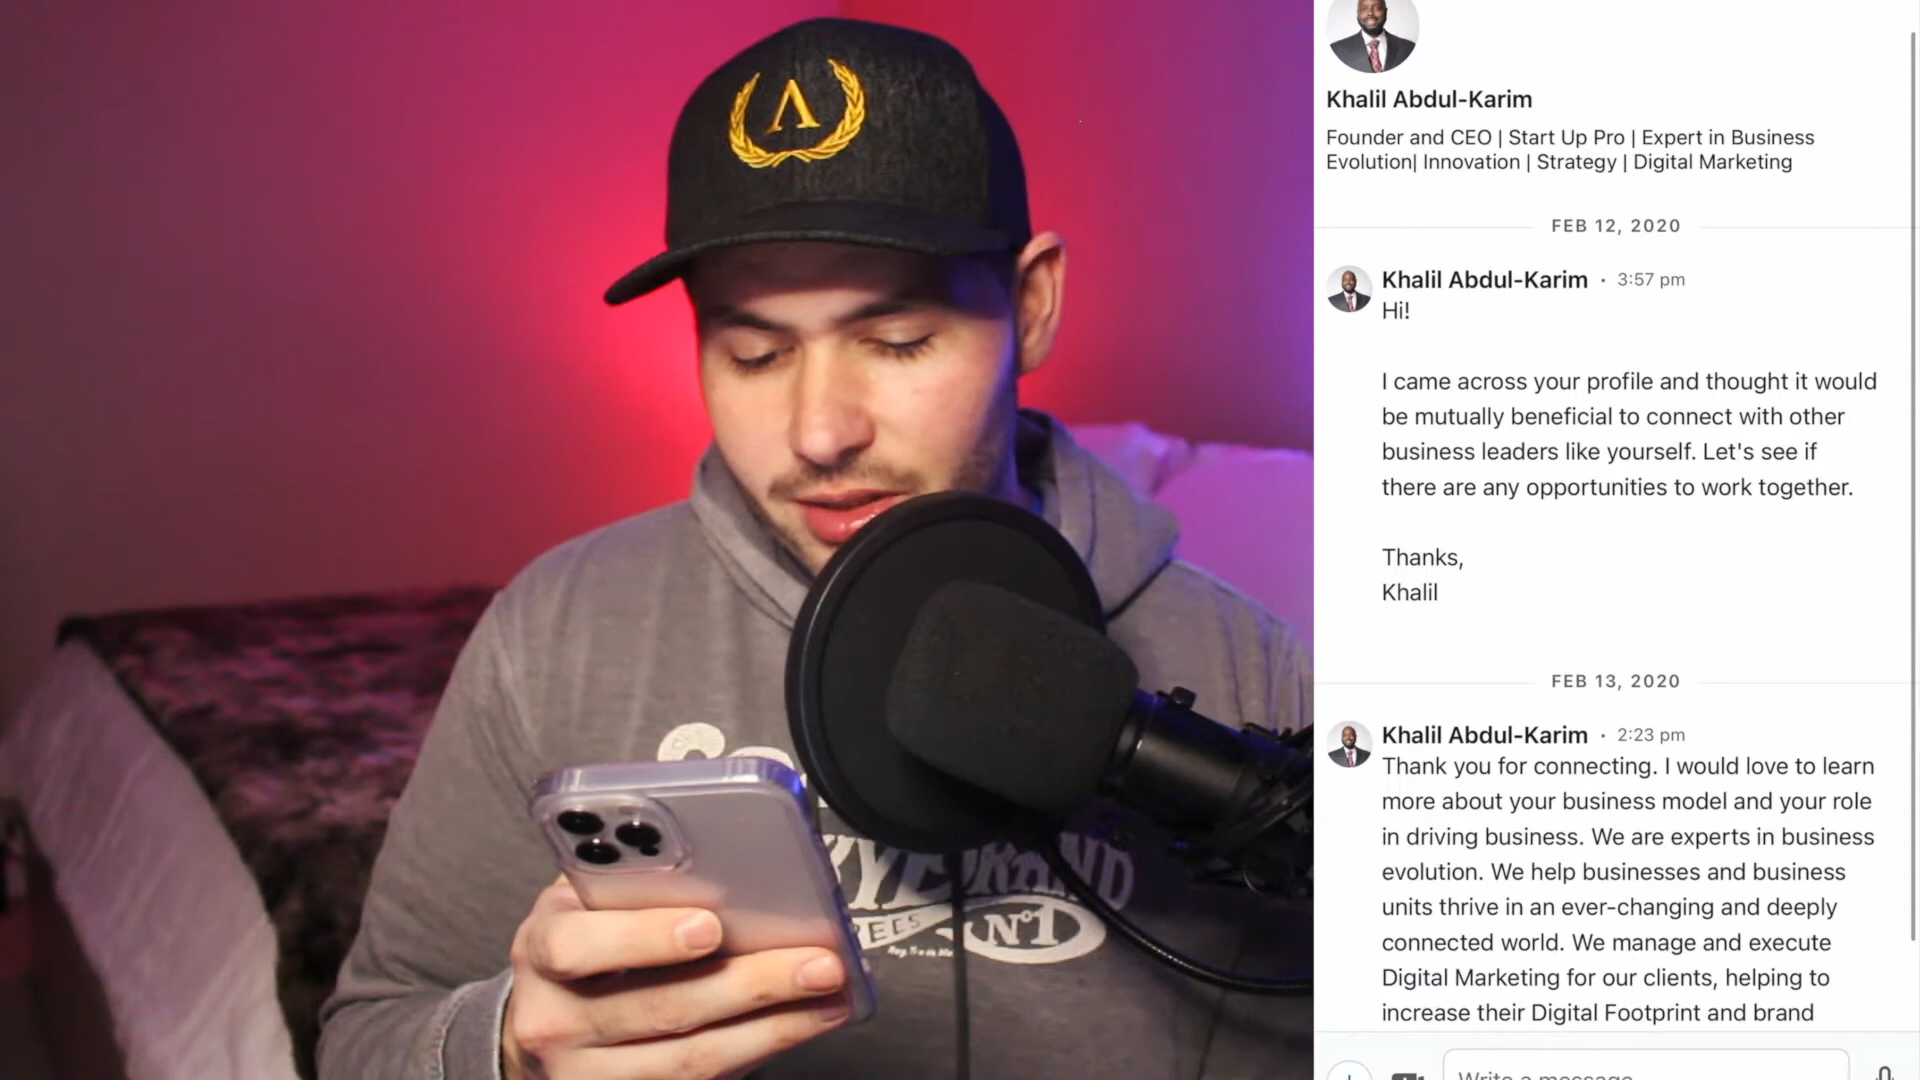 Λ
BRAND
EES
Nº1
Khalil Abdul-Karim
Founder and CEO | Start Up Pro | Expert in Business
Evolution| Innovation | Strategy | Digital Marketing
FEB 12, 2020
Khalil Abdul-Karim • 3:57 pm
Hi!
I came across your profile and thought it would
be mutually beneficial to connect with other
business leaders like yourself. Let's see if
there are any opportunities to work together.
Thanks,
Khalil
FEB 13, 2020
Khalil Abdul-Karim • 2:23 pm
Thank you for connecting. I would love to learn
more about your business model and your role
in driving business. We are experts in business
evolution. We help businesses and business
units thrive in an ever-changing and deeply
connected world. We manage and execute
Digital Marketing for our clients, helping to
increase their Digital Footprint and brand
Write a message